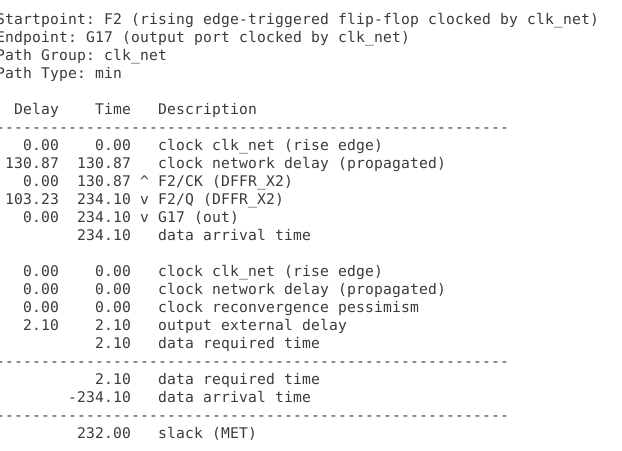 Startpoint: F2 (rising edge-triggered flip-flop clocked by clk_net)
Endpoint: G17 (output port clocked by clk_net)
Path Group: clk_net
Path Type: min
  Delay    Time   Description
---------------------------------------------------------
   0.00    0.00   clock clk_net (rise edge)
 130.87  130.87   clock network delay (propagated)
   0.00  130.87 ^ F2/CK (DFFR_X2)
 103.23  234.10 v F2/Q (DFFR_X2)
   0.00  234.10 v G17 (out)
         234.10   data arrival time
   0.00    0.00   clock clk_net (rise edge)
   0.00    0.00   clock network delay (propagated)
   0.00    0.00   clock reconvergence pessimism
   2.10    2.10   output external delay
           2.10   data required time
---------------------------------------------------------
           2.10   data required time
        -234.10   data arrival time
---------------------------------------------------------
         232.00   slack (MET)